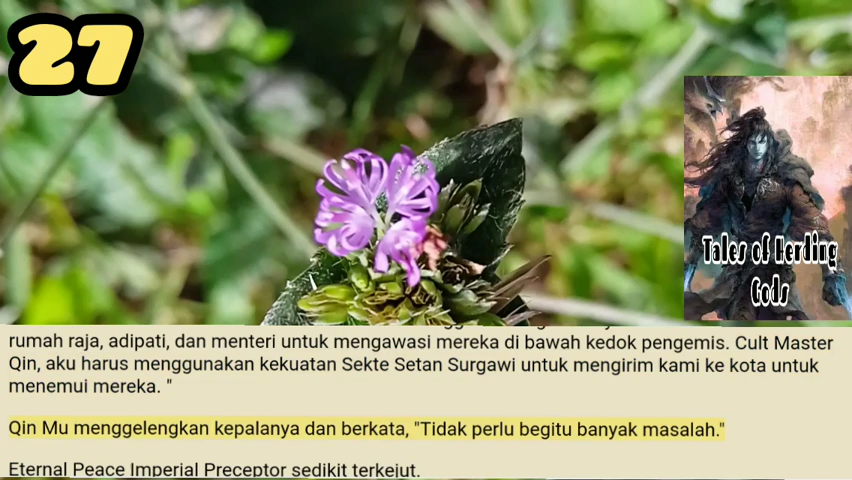 27
Tales of Herding
Gods
rumah raja, adipati, dan menteri untuk mengawasi mereka di bawah kedok pengemis. Cult Master
Qin, aku harus menggunakan kekuatan Sekte Setan Surgawi untuk mengirim kami ke kota untuk
menemui mereka. "
Qin Mu menggelengkan kepalanya dan berkata, "Tidak perlu begitu banyak masalah."
Eternal Peace Imperial Preceptor sedikit terkejut.